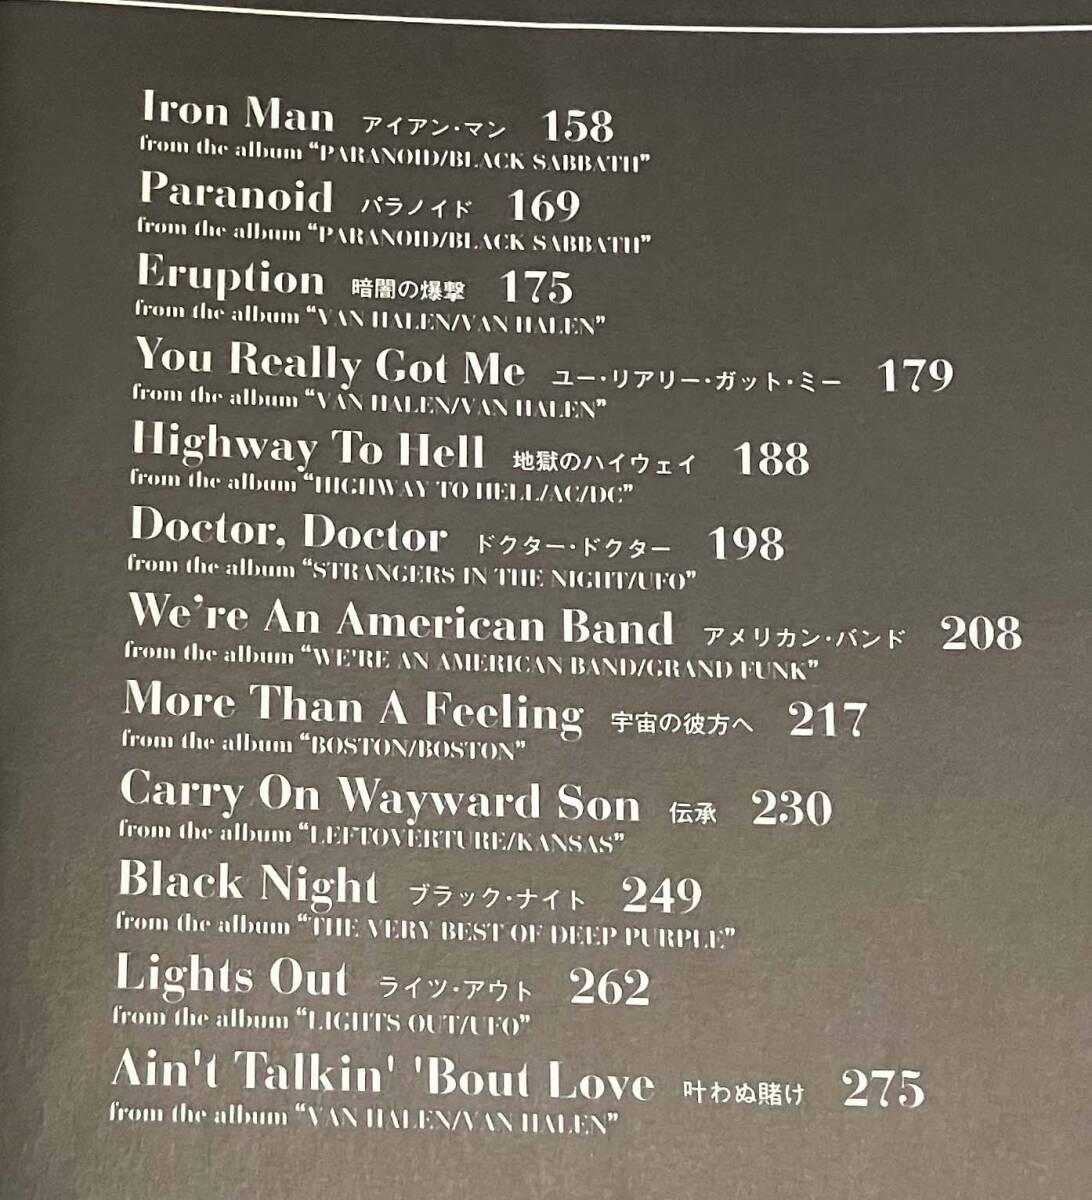 Iron Man アイアン・マン 158
from the album “PARANOID/BLACK SABBATH”
Paranoid パラノイド 169
from the album “PARANOID/BLACK SABBATH”
Eruption 暗闇の爆撃 175
from the album “VAN HALEN/VAN HALEN”
You Really Got Me ユー・リアリー・ガット・ミー 179
from the album “VAN HALEN/VAN HALEN”
Highway To Hell 地獄のハイウェイ 188
from the album “HIGHWAY TO HELL/AC/DC”
Doctor, Doctor ドクター・ドクター 198
from the album “STRANGERS IN THE NIGHT/UFO”
We’re An American Band アメリカン・バンド 208
from the album “WE’RE AN AMERICAN BAND/GRAND FUNK”
More Than A Feeling 宇宙の彼方へ 217
from the album “BOSTON/BOSTON”
Carry On Wayward Son 伝承 230
from the album “LEFTOVERTURE/KANSAS”
Black Night ブラック・ナイト 249
from the album “THE VERY BEST OF DEEP PURPLE”
Lights Out ライツ・アウト 262
from the album “LIGHTS OUT/UFO”
Ain't Talkin' 'Bout Love 叶わぬ賭け 275
from the album “VAN HALEN/VAN HALEN”